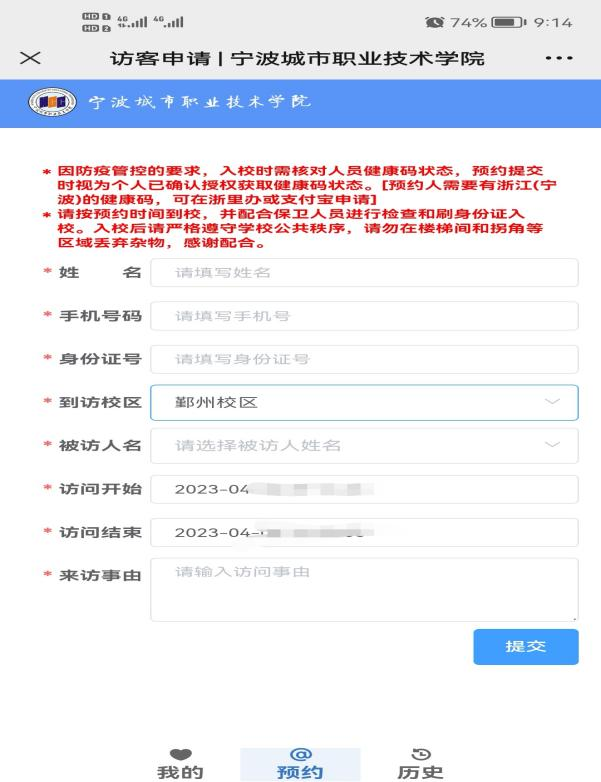 HD 1 4G 4G 74% 9:14
HD 2
访客申请 | 宁波城市职业技术学院
宁波城市职业技术学院
* 因防疫管控的要求，入校时需核对人员健康码状态，预约提交
时视为个人已确认授权获取健康码状态。[预约人需要有浙江(宁
波)的健康码，可在浙里办或支付宝申请]
* 请按预约时间到校，并配合保卫人员进行检查和刷身份证入
校。入校后请严格遵守学校公共秩序，请勿在楼梯间和拐角等
区域丢弃杂物，感谢配合。
* 姓 名 请填写姓名
* 手机号码 请填写手机号
* 身份证号 请填写身份证号
* 到访校区 鄞州校区
* 被访人名 请选择被访人姓名
* 访问开始 2023-04
* 访问结束 2023-04-
* 来访事由 请输入访问事由
提交
我的 预约 历史